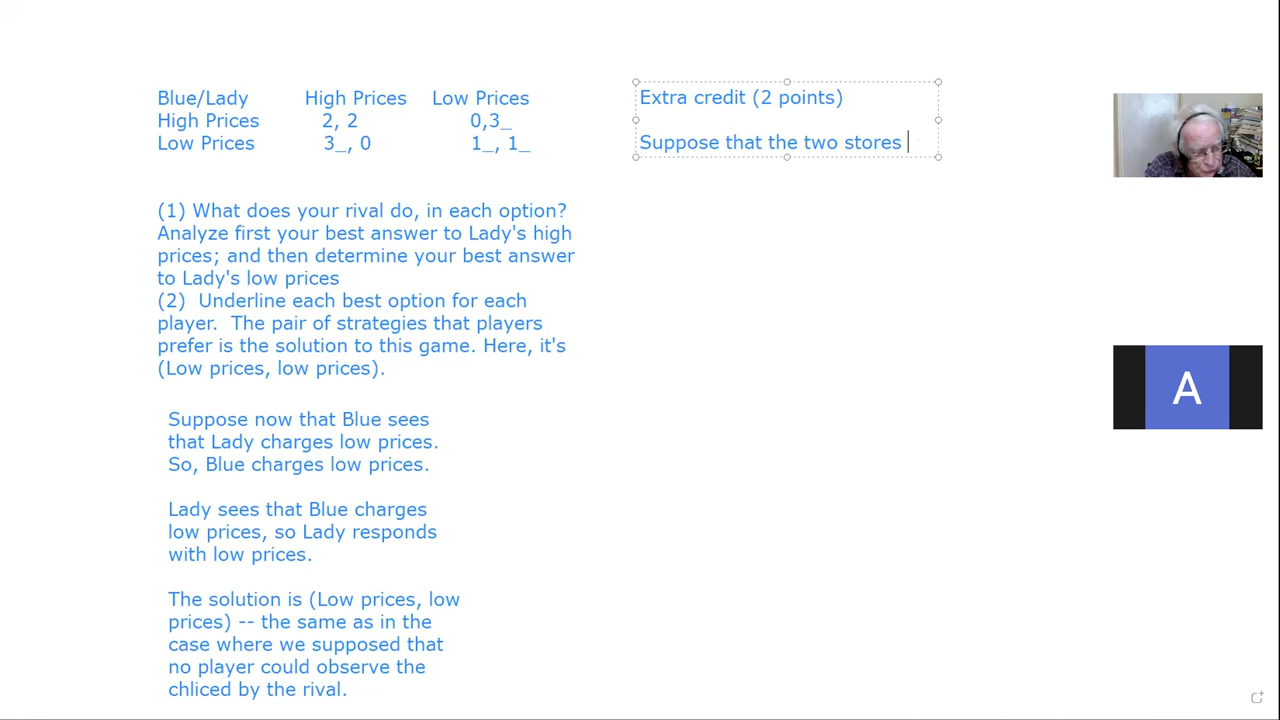 Blue/Lady High Prices Low Prices
High Prices 2, 2 0,3_
Low Prices 3_, 0 1_, 1_
(1) What does your rival do, in each option?
Analyze first your best answer to Lady's high
prices; and then determine your best answer
to Lady's low prices
(2) Underline each best option for each
player. The pair of strategies that players
prefer is the solution to this game. Here, it's
(Low prices, low prices).
Suppose now that Blue sees
that Lady charges low prices.
So, Blue charges low prices.
Lady sees that Blue charges
low prices, so Lady responds
with low prices.
The solution is (Low prices, low
prices) -- the same as in the
case where we supposed that
no player could observe the
chliced by the rival.
Extra credit (2 points)
Suppose that the two stores
A